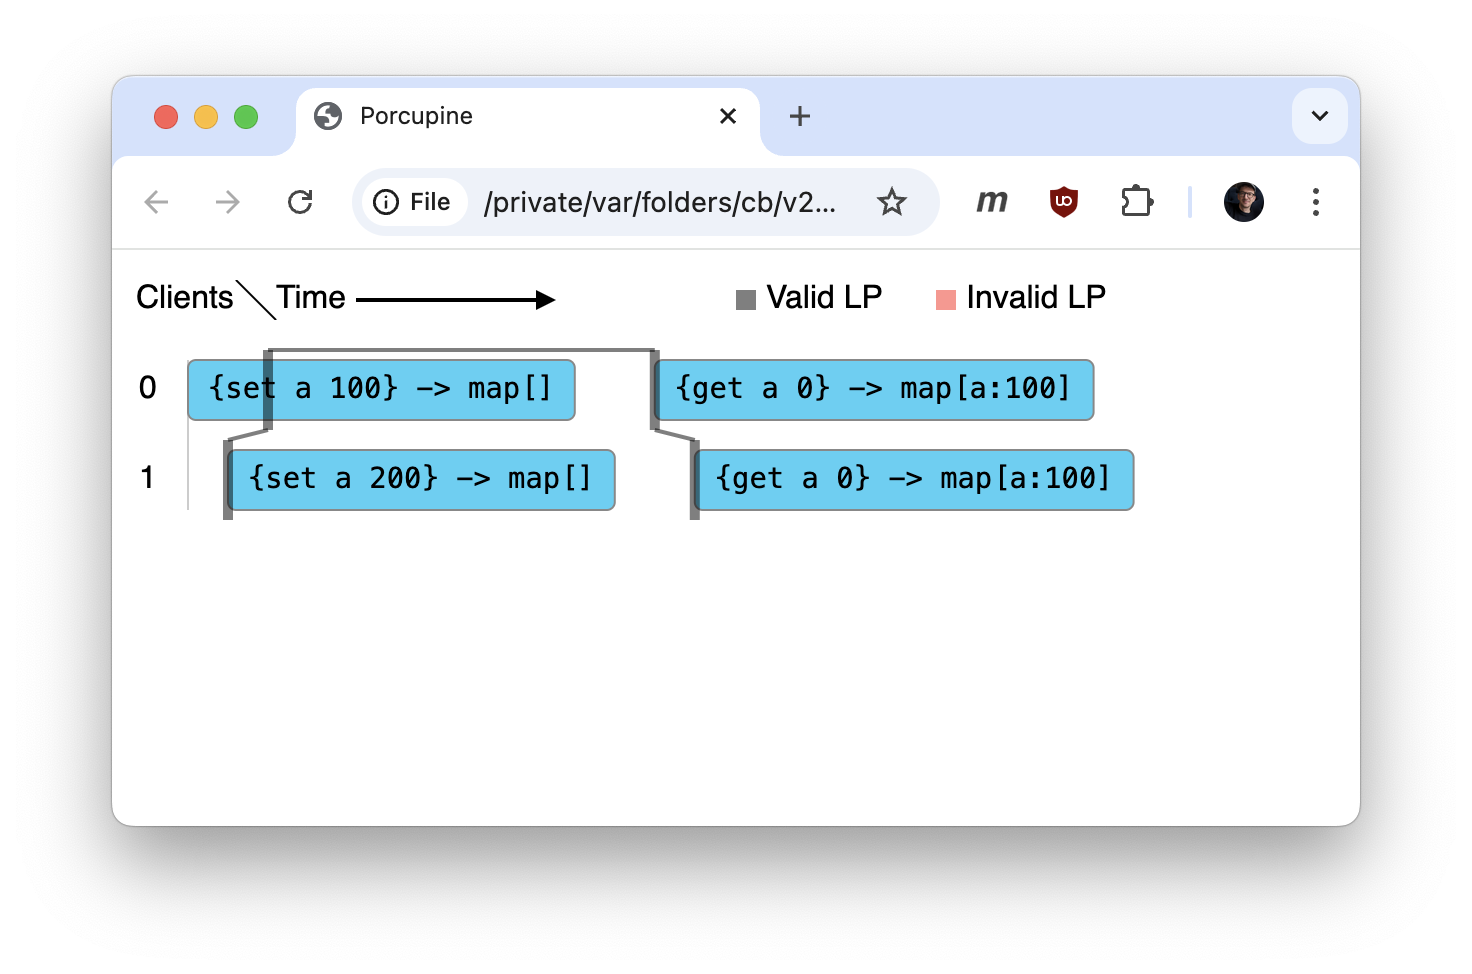 Porcupine
File /private/var/folders/cb/v2...
Clients Time Valid LP Invalid LP
0 {set a 100} -> map[] {get a 0} -> map[a:100]
1 {set a 200} -> map[] {get a 0} -> map[a:100]